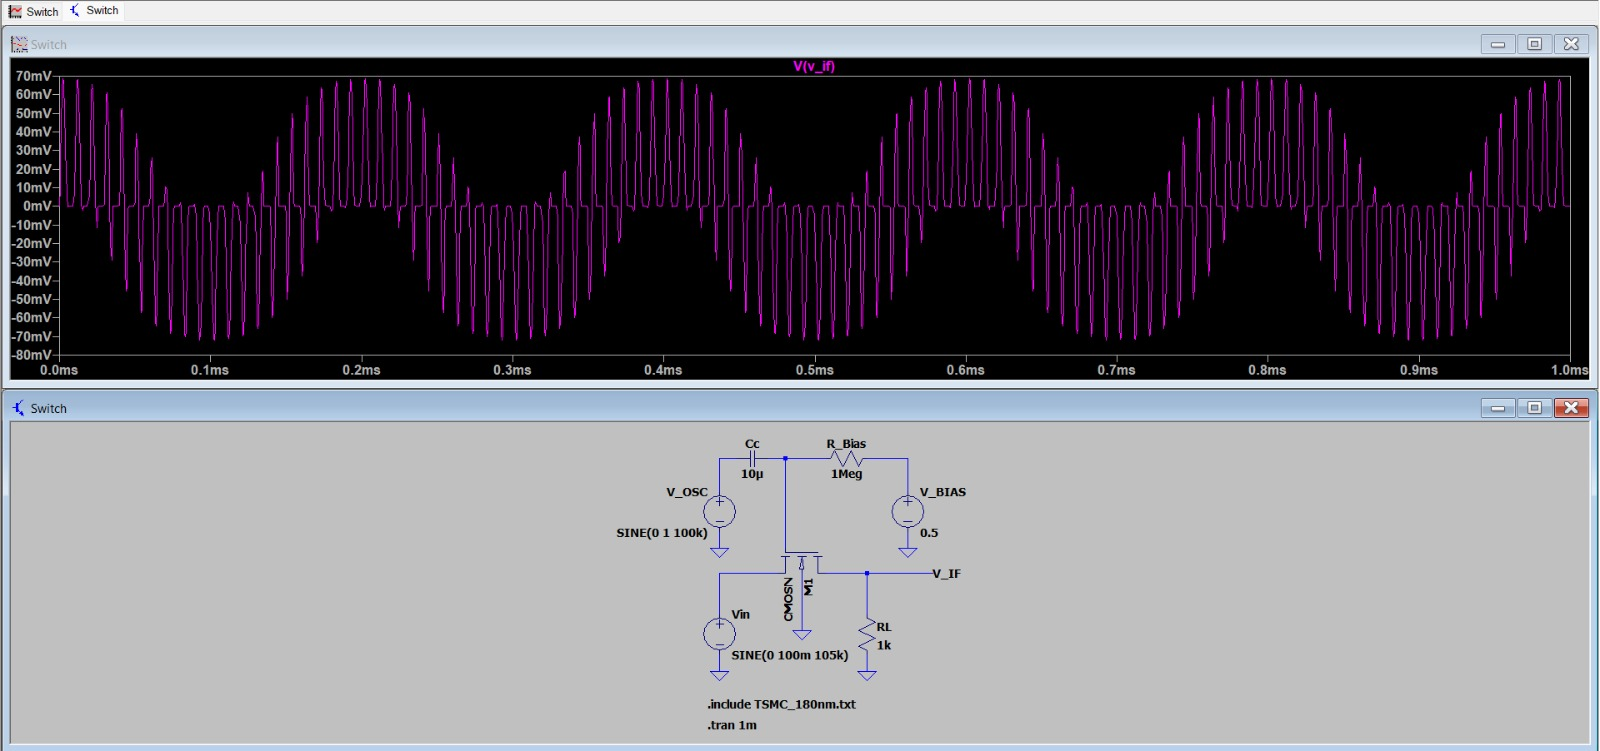 Switch Switch
Switch
V(v_if)
70mV
60mV
50mV
40mV
30mV
20mV
10mV
0mV
-10mV
-20mV
-30mV
-40mV
-50mV
-60mV
-70mV
-80mV
0.0ms 0.1ms 0.2ms 0.3ms 0.4ms 0.5ms 0.6ms 0.7ms 0.8ms 0.9ms 1.0ms
Switch
Cc
10µ
R_Bias
1Meg
V_OSC
SINE(0 1 100k)
V_BIAS
0.5
CMOSN
M1
V_IF
Vin
SINE(0 100m 105k)
RL
1k
.include TSMC_180nm.txt
.tran 1m